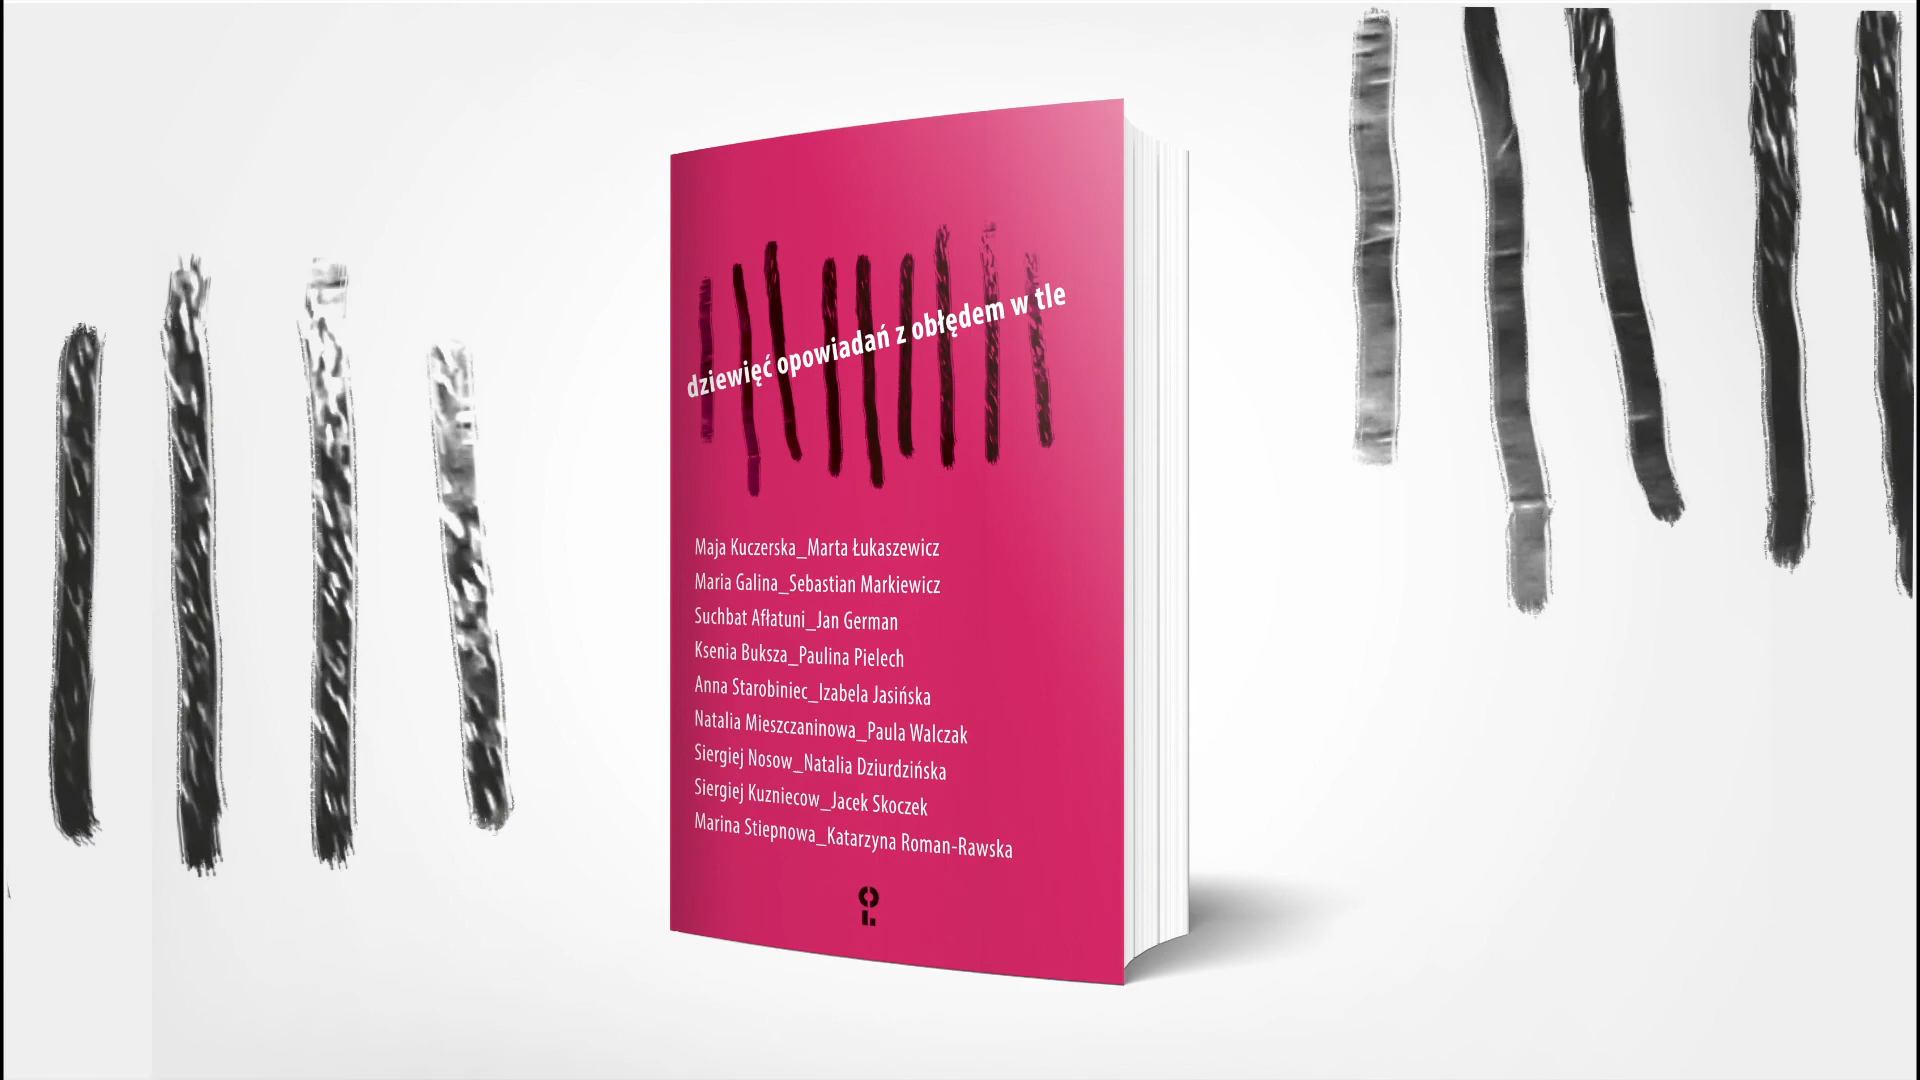 dziewięć opowiadań z obłędem w tle
Maja Kuczerska_Marta Łukaszewicz
Maria Galina_Sebastian Markiewicz
Suchbat Afłatuni_Jan German
Ksenia Buksza_Paulina Pielech
Anna Starobiniec_Izabela Jasińska
Natalia Mieszczaninowa_Paula Walczak
Siergiej Nosow_Natalia Dziurdzińska
Siergiej Kuzniecow_Jacek Skoczek
Marina Stiepnowa_Katarzyna Roman-Rawska